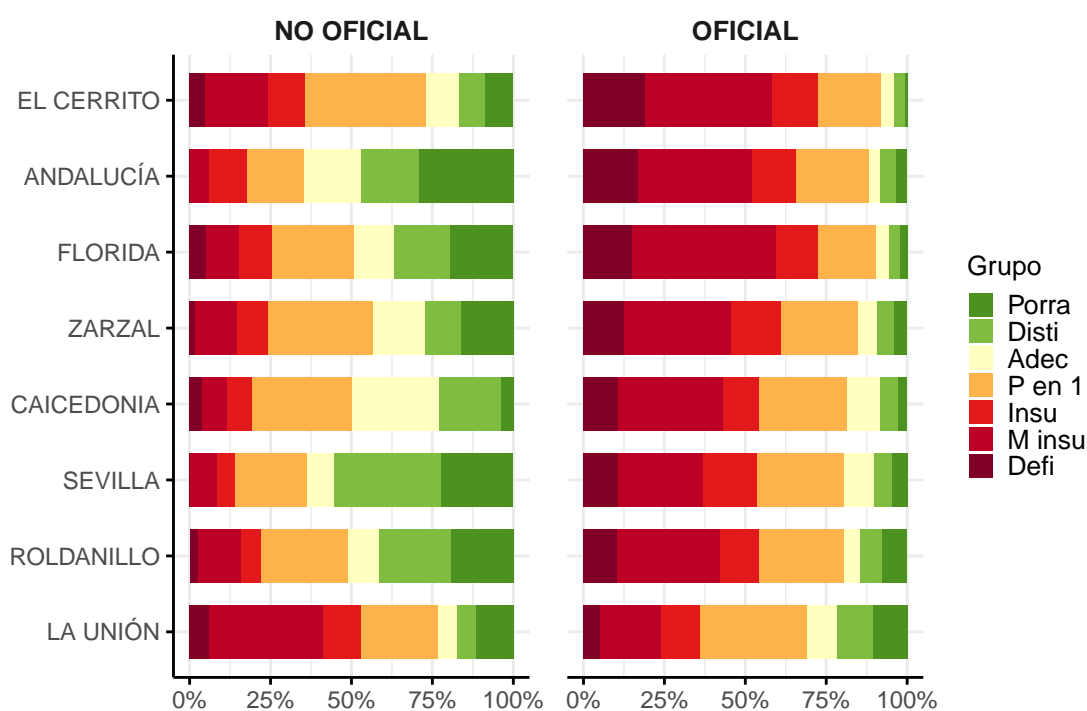 NO OFICIAL
OFICIAL
EL CERRITO
ANDALUCÍA
FLORIDA
ZARZAL
CAICEDONIA
SEVILLA
ROLDANILLO
LA UNIÓN
0% 25% 50% 75% 100%
0% 25% 50% 75% 100%
Grupo
Porra
Disti
Adec
P en 1
Insu
M insu
Defi